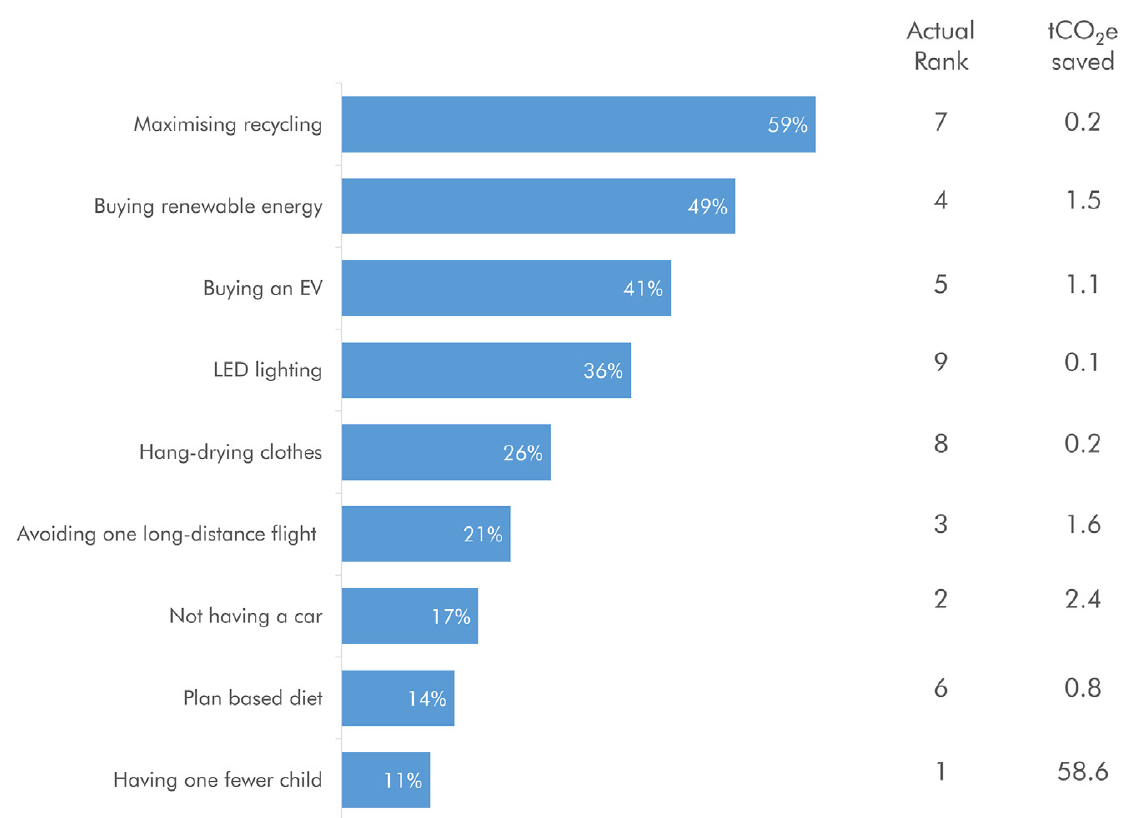 Actual Rank tCO₂e saved
Maximising recycling 59% 7 0.2
Buying renewable energy 49% 4 1.5
Buying an EV 41% 5 1.1
LED lighting 36% 9 0.1
Hang-drying clothes 26% 8 0.2
Avoiding one long-distance flight 21% 3 1.6
Not having a car 17% 2 2.4
Plan based diet 14% 6 0.8
Having one fewer child 11% 1 58.6